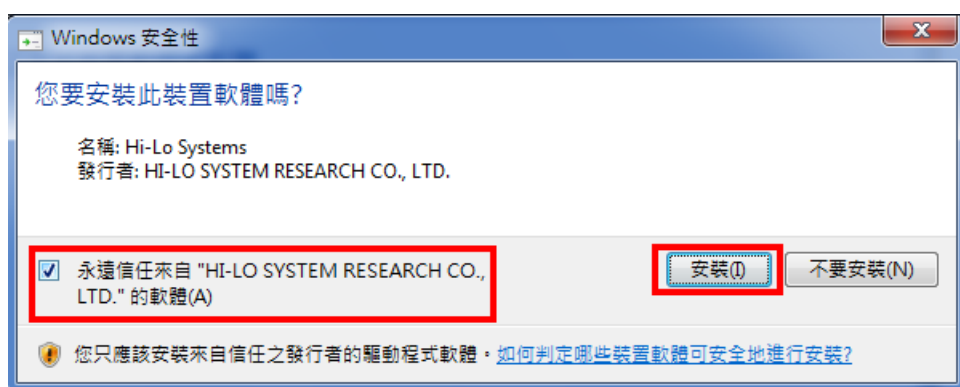 Windows 安全性
您要安裝此裝置軟體嗎?
名稱: Hi-Lo Systems
發行者: HI-LO SYSTEM RESEARCH CO., LTD.
永遠信任來自 "HI-LO SYSTEM RESEARCH CO.,
LTD." 的軟體(A)
安裝(I)
不要安裝(N)
您只應該安裝來自信任之發行者的驅動程式軟體。如何判定哪些裝置軟體可安全地進行安裝?